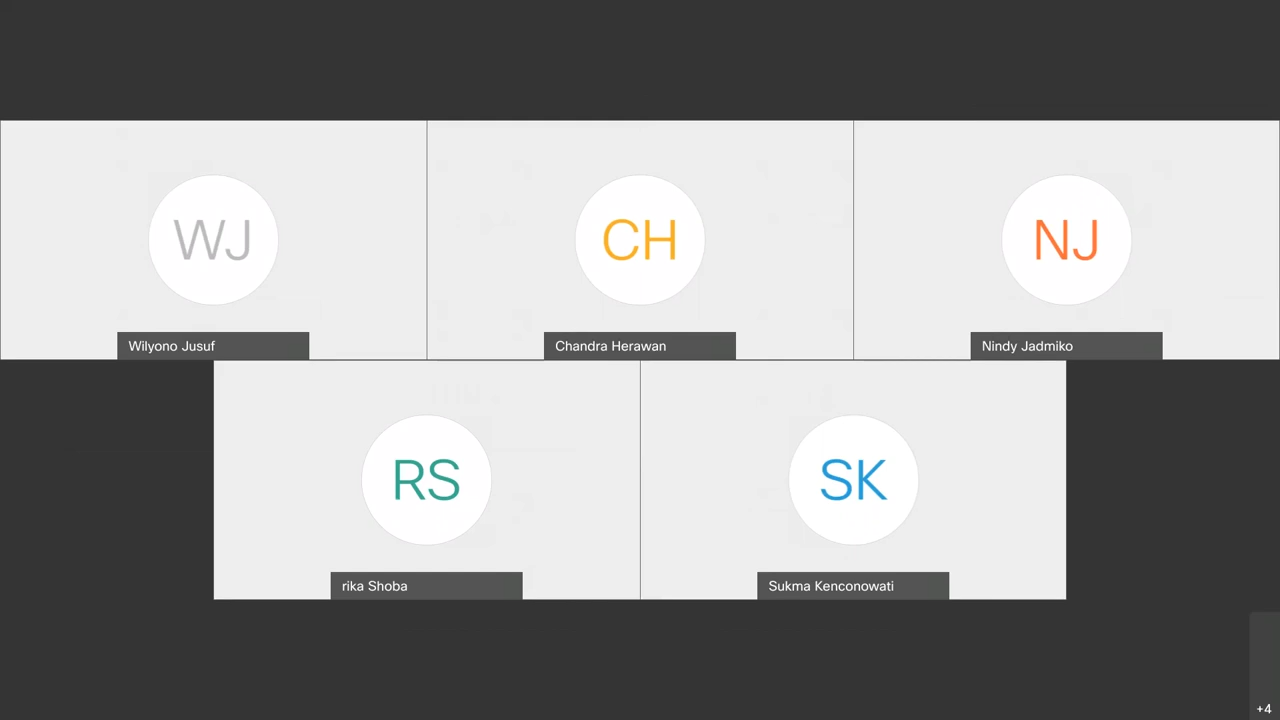 WJ
Wilyono Jusuf
CH
Chandra Herawan
NJ
Nindy Jadmiko
RS
rika Shoba
SK
Sukma Kenconowati
+4